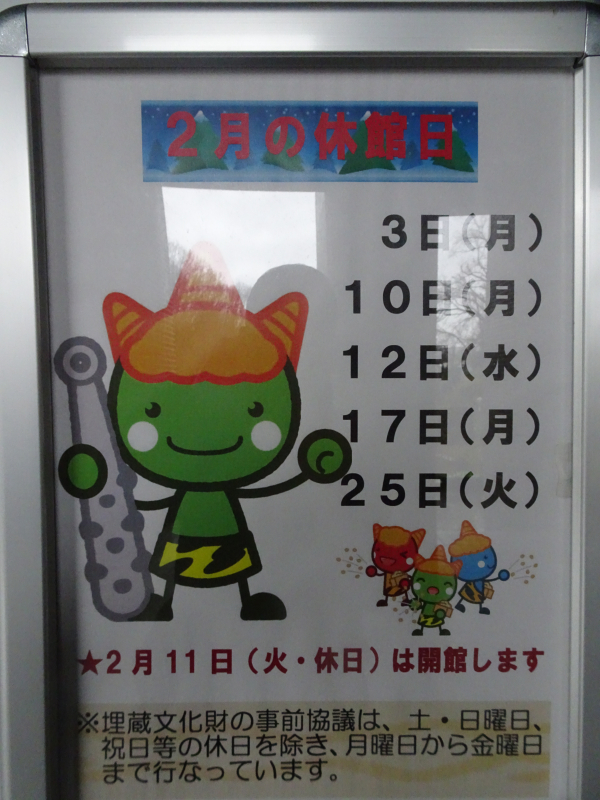 ２月の休館日
３日（月）
１０日（月）
１２日（水）
１７日（月）
２５日（火）
★２月１１日（火・休日）は開館します
※埋蔵文化財の事前協議は、土・日曜日、
祝日等の休日を除き、月曜日から金曜日
まで行なっています。